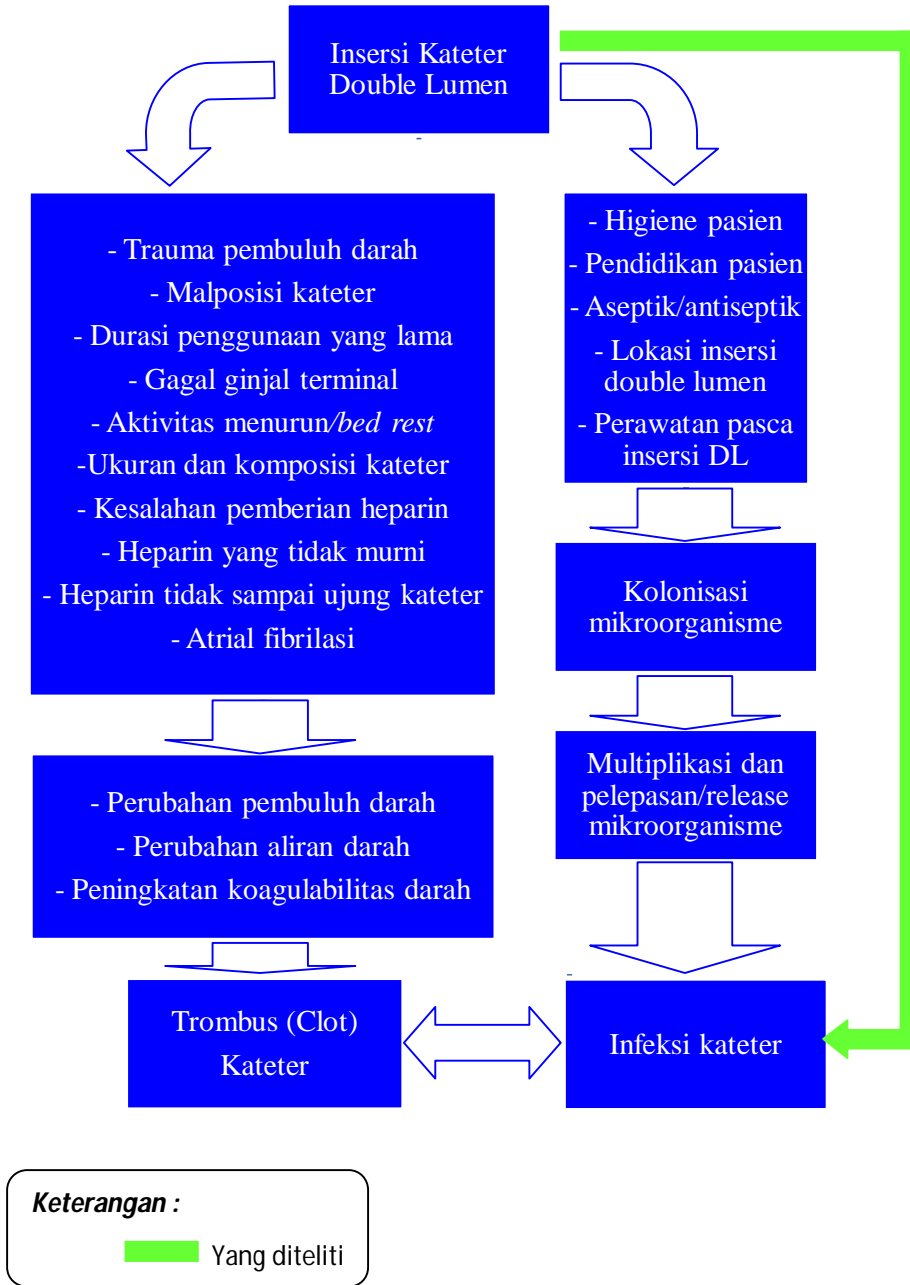 Insersi Kateter
Double Lumen
- Trauma pembuluh darah
- Malposisi kateter
- Durasi penggunaan yang lama
- Gagal ginjal terminal
- Aktivitas menurun/bed rest
-Ukuran dan komposisi kateter
- Kesalahan pemberian heparin
- Heparin yang tidak murni
- Heparin tidak sampai ujung kateter
- Atrial fibrilasi
- Higiene pasien
- Pendidikan pasien
- Aseptik/antiseptik
- Lokasi insersi
double lumen
- Perawatan pasca
insersi DL
Kolonisasi
mikroorganisme
Multiplikasi dan
pelepasan/release
mikroorganisme
- Perubahan pembuluh darah
- Perubahan aliran darah
- Peningkatan koagulabilitas darah
Trombus (Clot)
Kateter
Infeksi kateter
Keterangan :
Yang diteliti